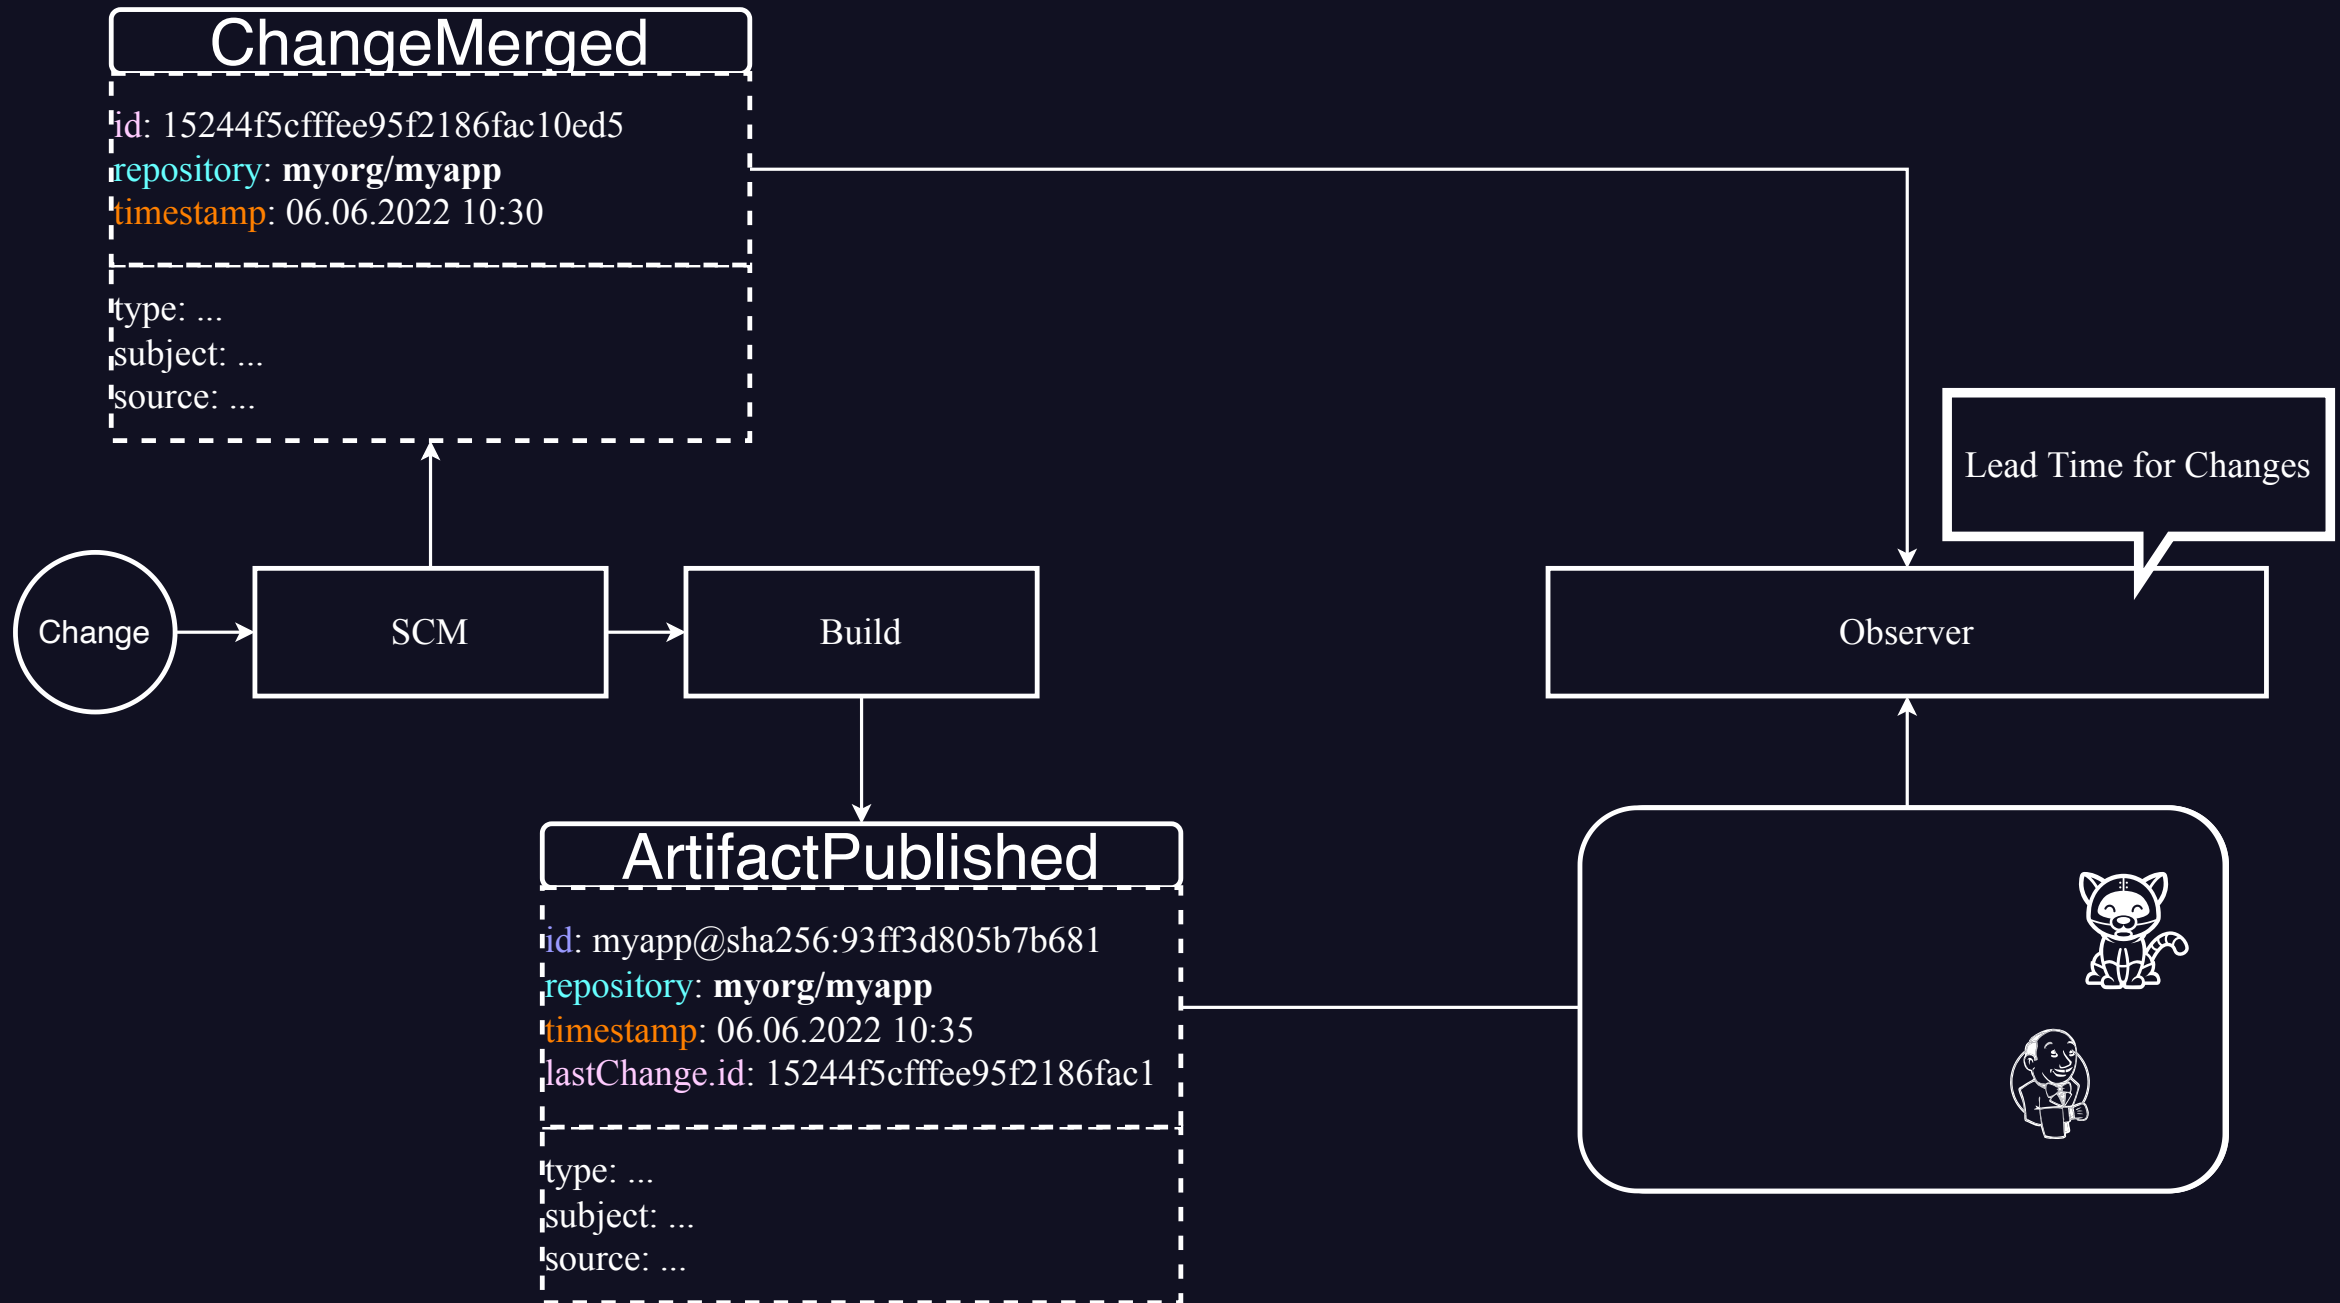 ChangeMerged
id: 15244f5cfffee95f2186fac10ed5
repository: myorg/myapp
timestamp: 06.06.2022 10:30
type: ...
subject: ...
source: ...
Lead Time for Changes
Change
SCM
Build
Observer
ArtifactPublished
id: myapp@sha256:93ff3d805b7b681
repository: myorg/myapp
timestamp: 06.06.2022 10:35
lastChange.id: 15244f5cfffee95f2186fac1
type: ...
subject: ...
source: ...